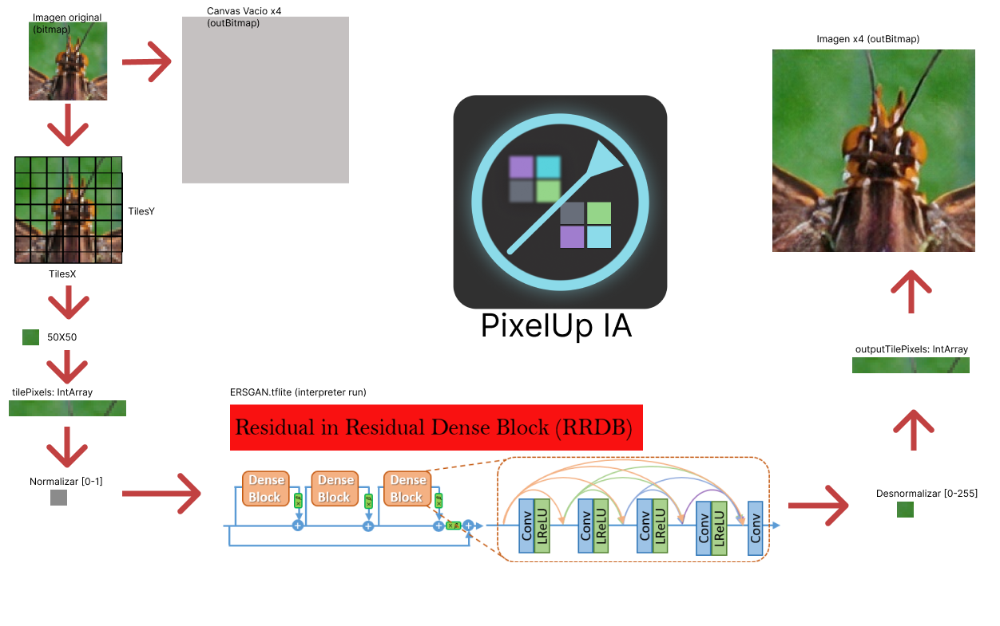 Imagen original
(bitmap)
Canvas Vacio x4
(outBitmap)
Imagen x4 (outBitmap)
TilesY
TilesX
50X50
tilePixels: IntArray
Normalizar [0-1]
PixelUp IA
ERSGAN.tflite (interpreter run)
Residual in Residual Dense Block (RRDB)
Dense
Block
Dense
Block
Dense
Block
x β
x β
x β
x β
Conv
LReLU
Conv
LReLU
Conv
LReLU
Conv
LReLU
Conv
outputTilePixels: IntArray
Desnormalizar [0-255]